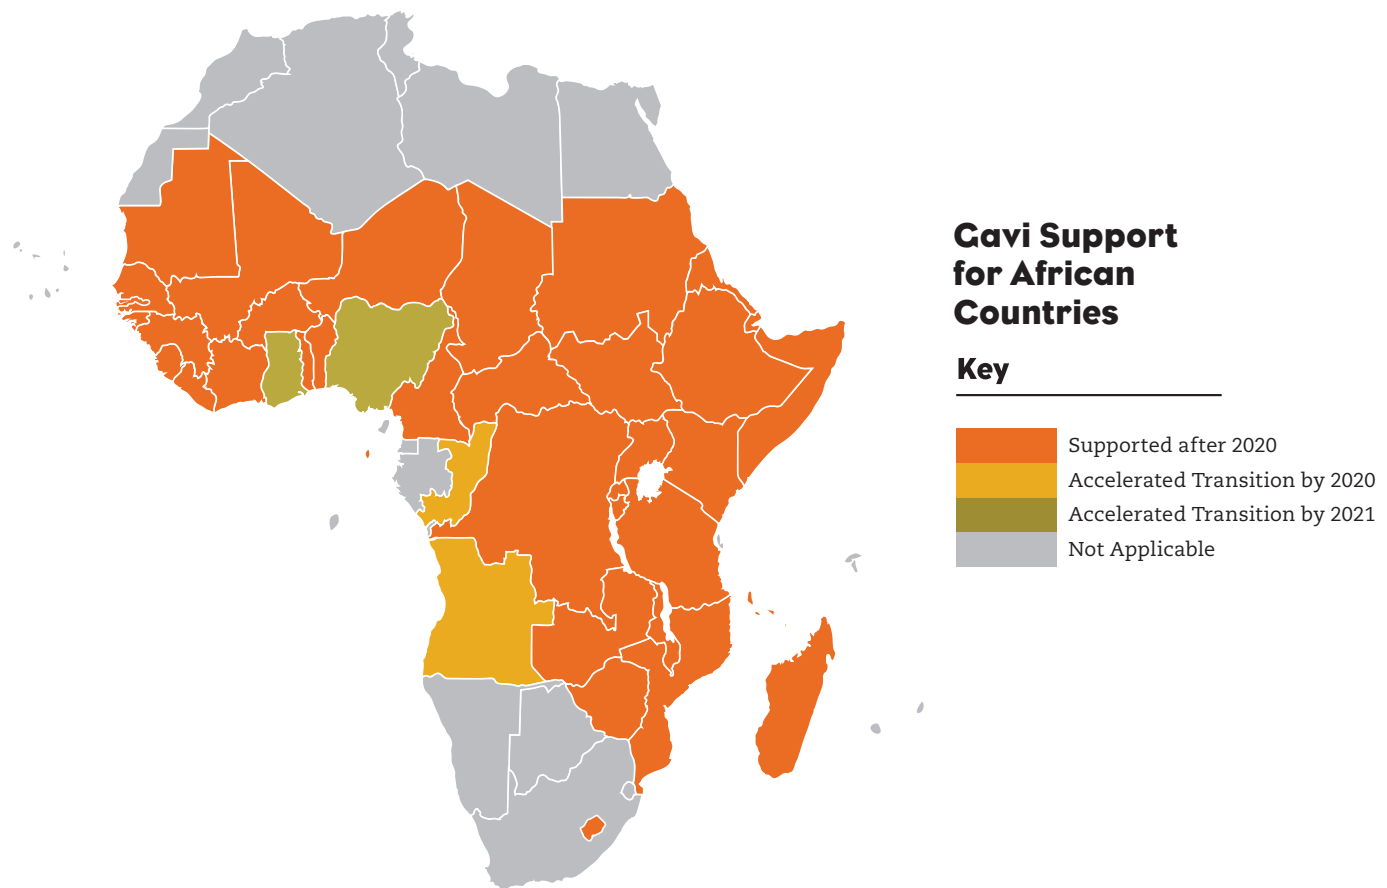 Gavi Support
for African
Countries
Key
Supported after 2020
Accelerated Transition by 2020
Accelerated Transition by 2021
Not Applicable